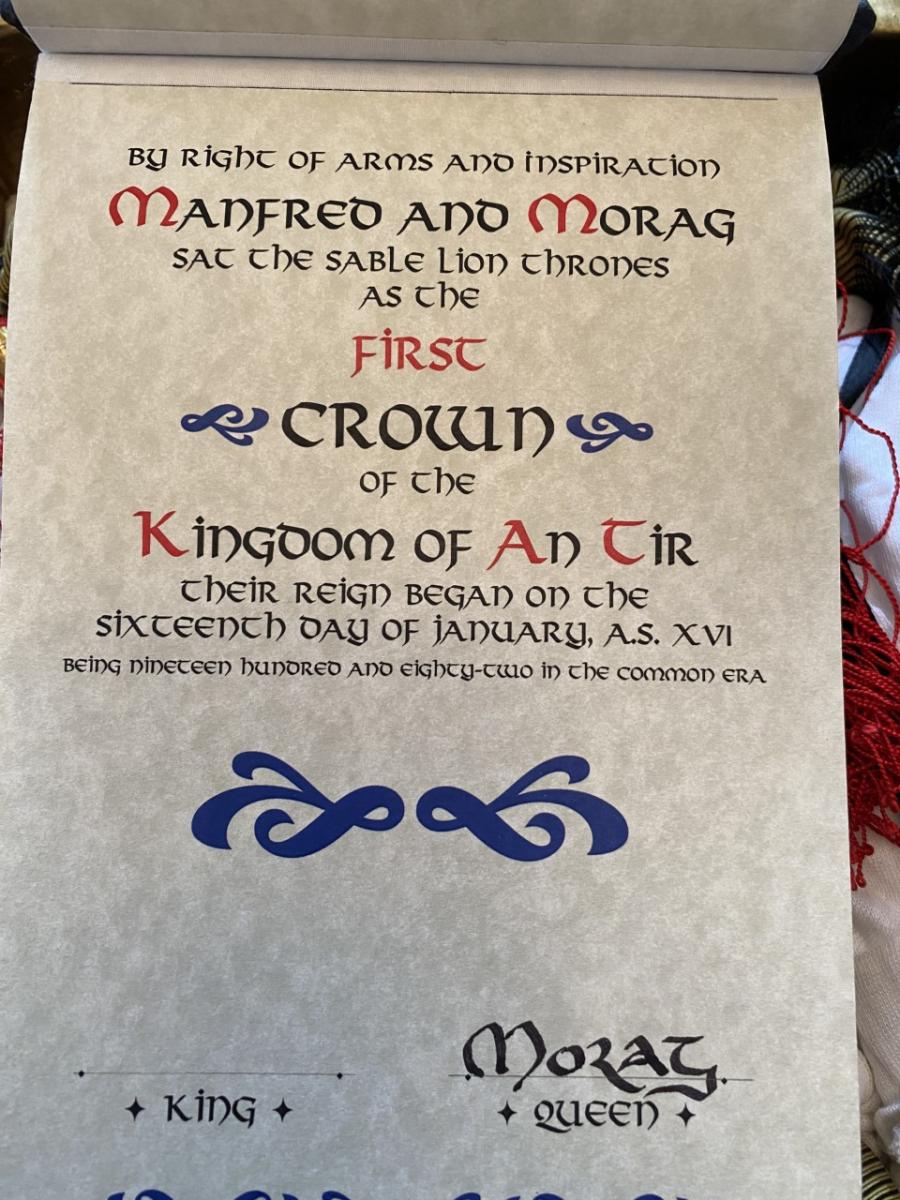 By Right of Arms and Inspiration
Manfred and Morag
sat the Sable Lion Thrones
as the
First
Crown
of the
Kingdom of An Tir
Their reign began on the
sixteenth day of January, A.S. XVI
Being nineteen hundred and eighty-two in the common era
Morag
King
Queen